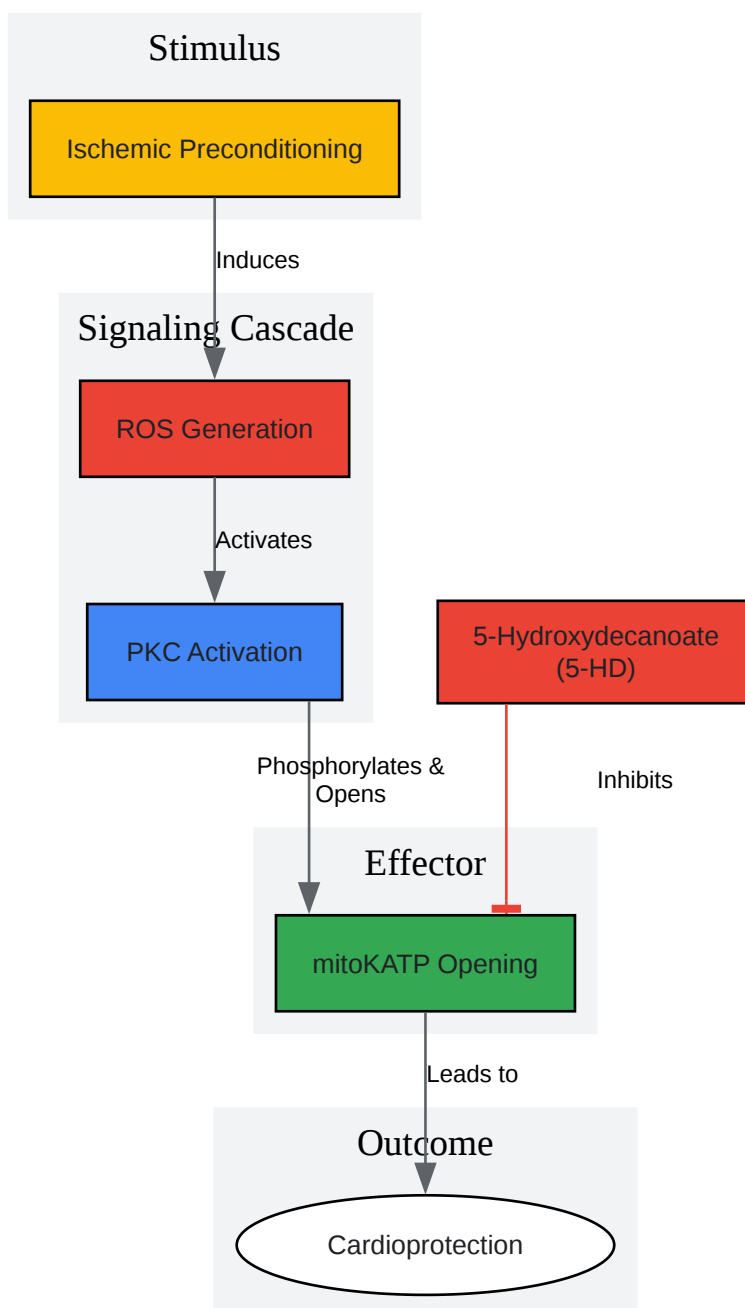 Stimulus
Ischemic Preconditioning
Induces
Signaling Cascade
ROS Generation
Activates
PKC Activation
5-Hydroxydecanoate
(5-HD)
Phosphorylates &
Opens
Inhibits
Effector
mitoKATP Opening
Leads to
Outcome
Cardioprotection